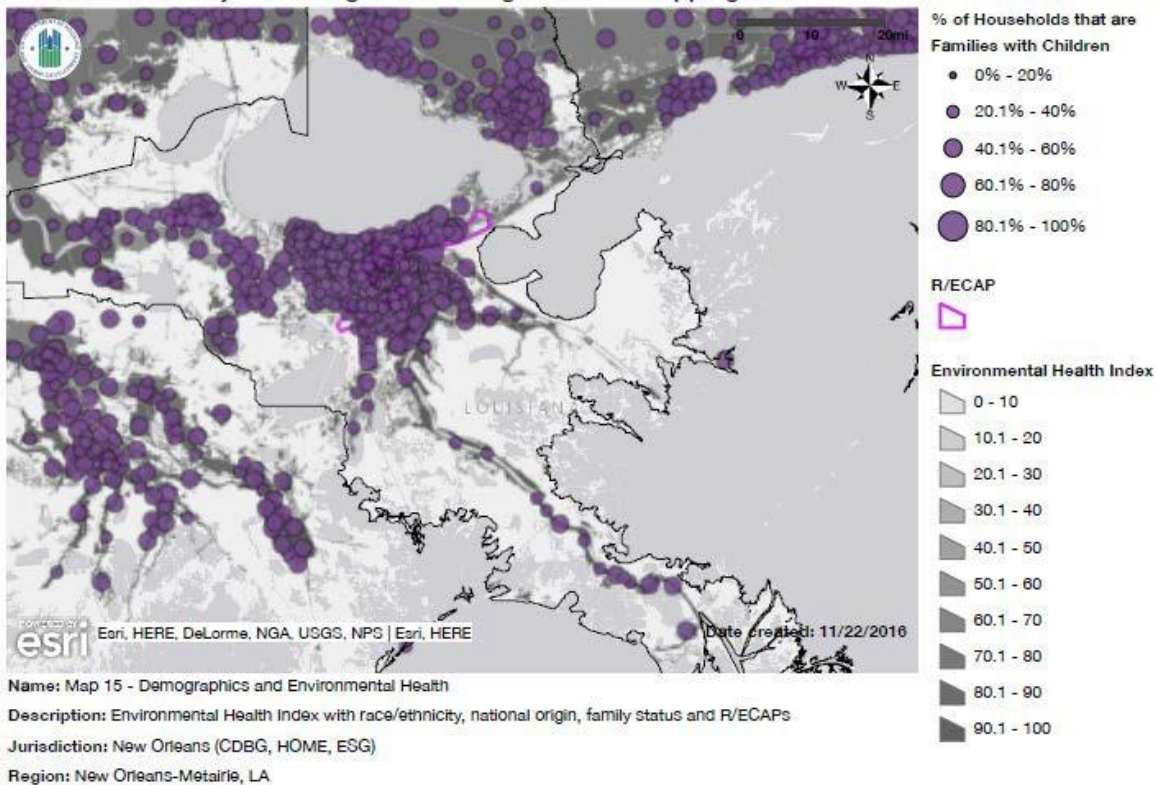 % of Households that are
Families with Children
0% - 20%
20.1% - 40%
40.1% - 60%
60.1% - 80%
80.1% - 100%
R/ECAP
Environmental Health Index
0 - 10
10.1 - 20
20.1 - 30
30.1 - 40
40.1 - 50
50.1 - 60
60.1 - 70
70.1 - 80
80.1 - 90
90.1 - 100
0 10 20mi
N
W E
S
LOUISIANA
POWERED BY
esri
Esri, HERE, DeLorme, NGA, USGS, NPS | Esri, HERE
Date created: 11/22/2016
Name: Map 15 - Demographics and Environmental Health
Description: Environmental Health Index with race/ethnicity, national origin, family status and R/ECAPs
Jurisdiction: New Orleans (CDBG, HOME, ESG)
Region: New Orleans-Metairie, LA